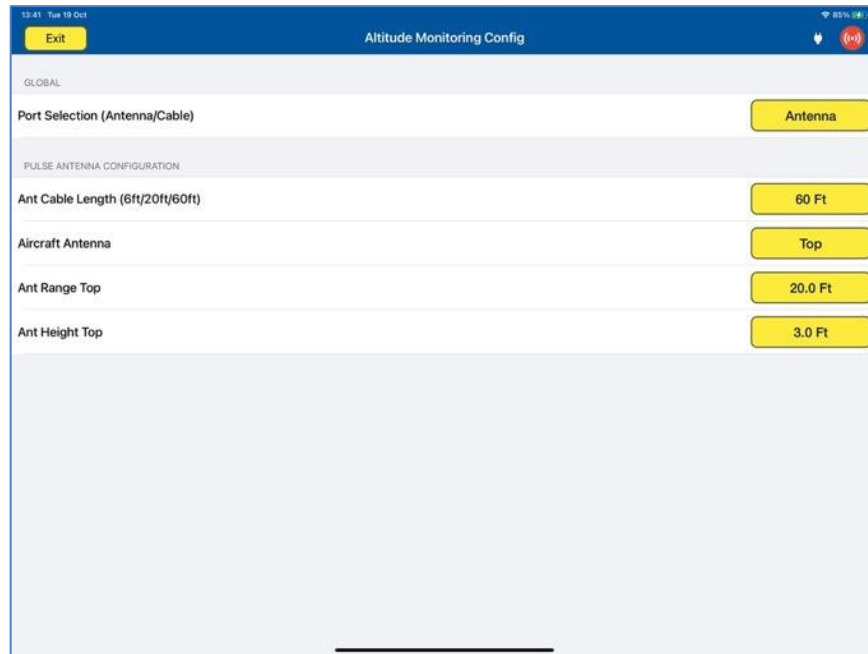 13:41 Tue 19 Oct 85%
Exit Altitude Monitoring Config
GLOBAL
Port Selection (Antenna/Cable) Antenna
PULSE ANTENNA CONFIGURATION
Ant Cable Length (6ft/20ft/60ft) 60 Ft
Aircraft Antenna Top
Ant Range Top 20.0 Ft
Ant Height Top 3.0 Ft